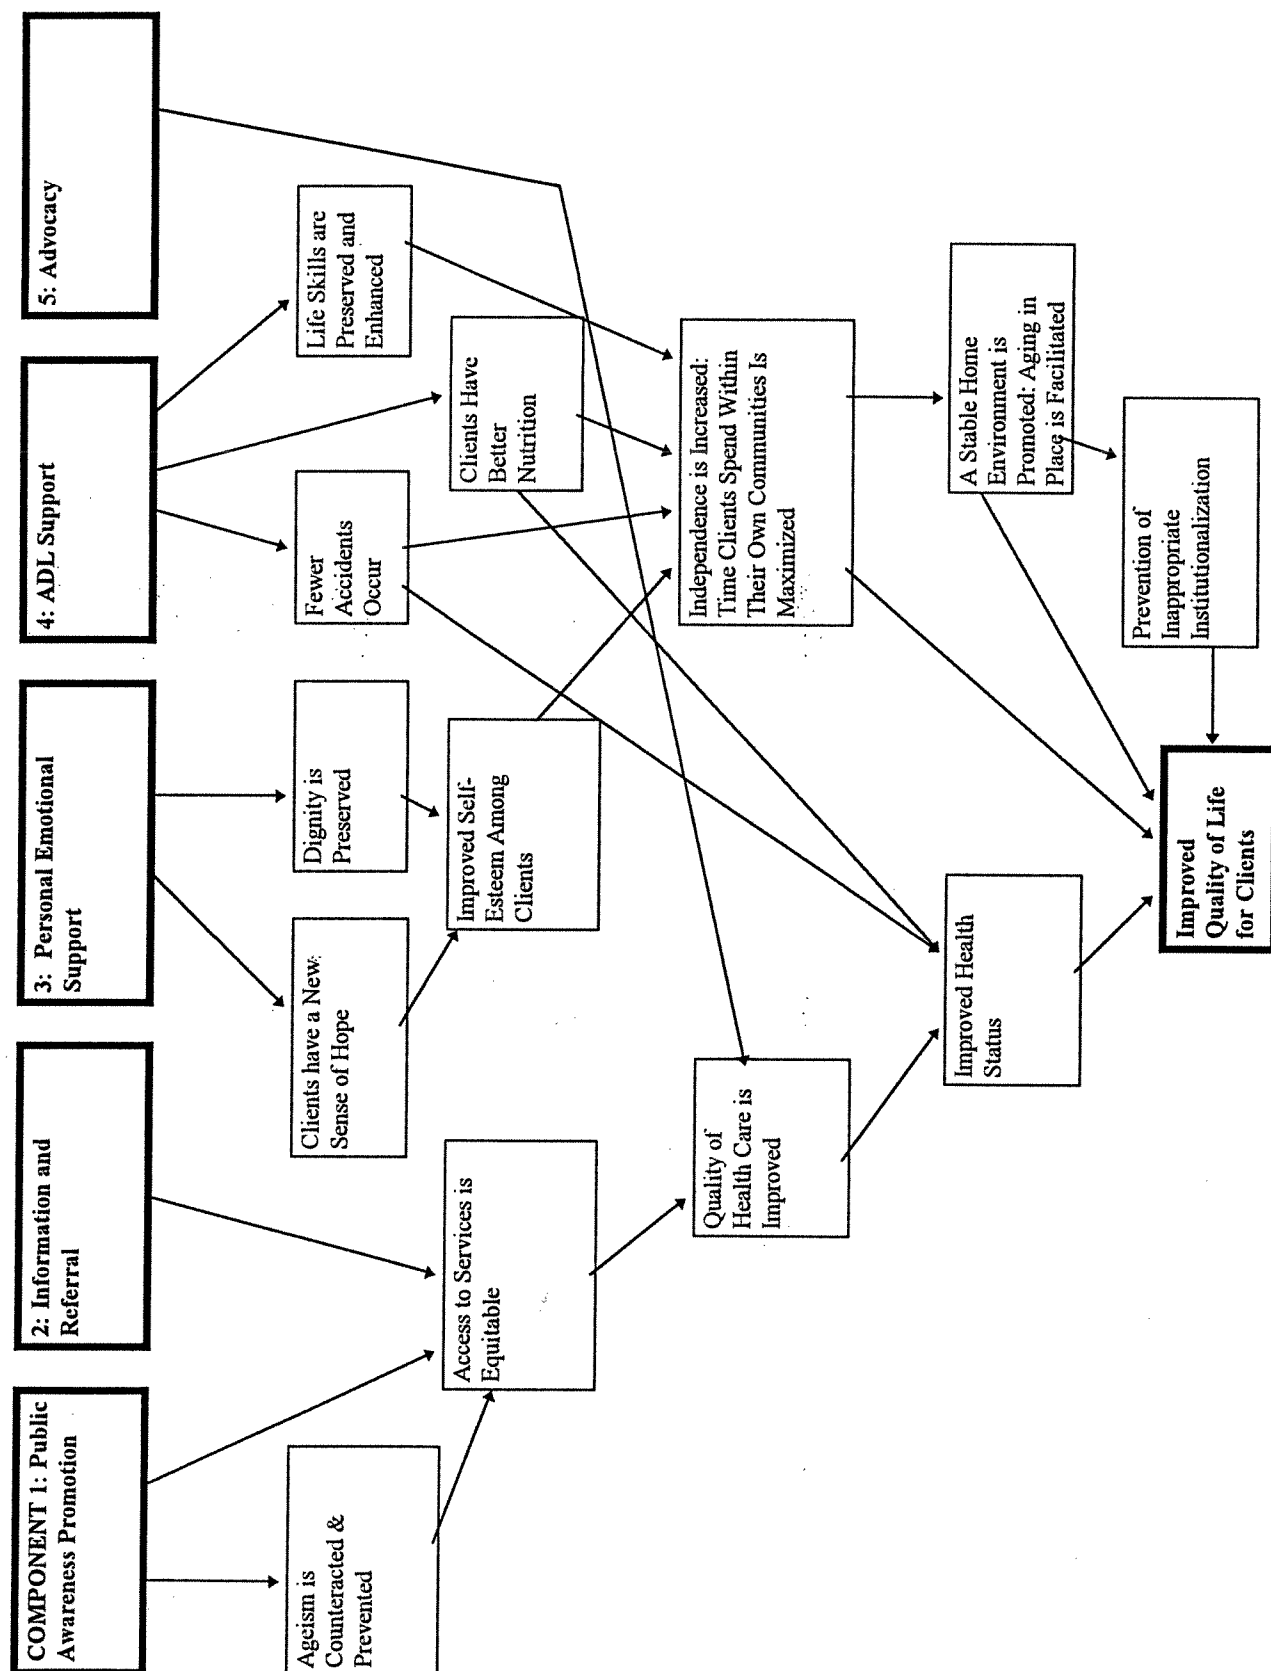 COMPONENT 1: Public
Awareness Promotion
2: Information and
Referral
3: Personal Emotional
Support
4: ADL Support
5: Advocacy
Ageism is
Counteracted &
Prevented
Clients have a New
Sense of Hope
Dignity is
Preserved
Fewer
Accidents
Occur
Life Skills are
Preserved and
Enhanced
Access to Services is
Equitable
Improved Self-
Esteem Among
Clients
Clients Have
Better
Nutrition
Quality of
Health Care is
Improved
Independence is Increased:
Time Clients Spend Within
Their Own Communities Is
Maximized
Improved Health
Status
A Stable Home
Environment is
Promoted: Aging in
Place is Facilitated
Prevention of
Inappropriate
Institutionalization
Improved
Quality of Life
for Clients